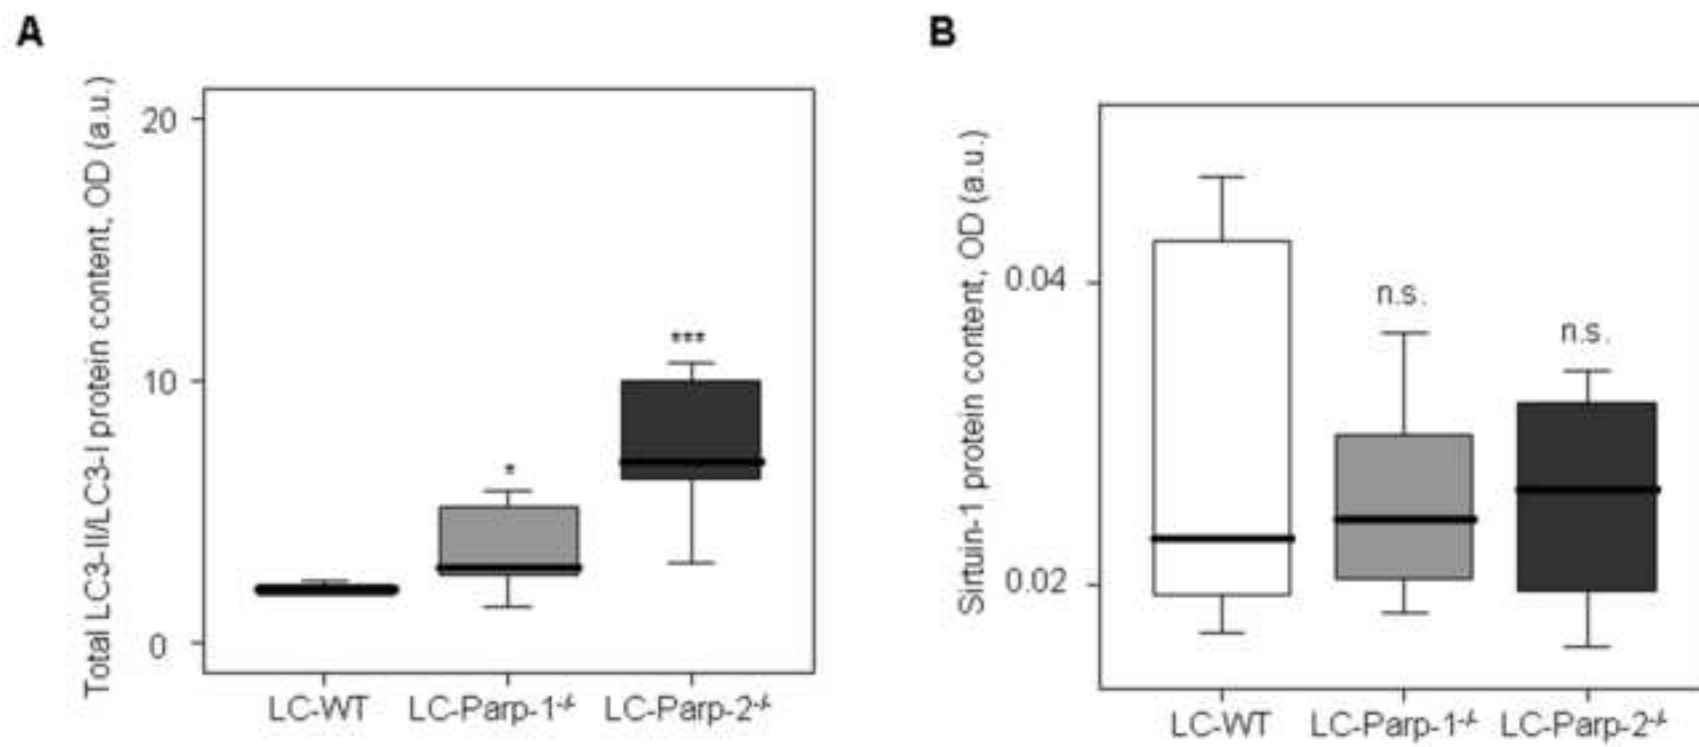 A
Total LC3-II/LC3-I protein content, OD (a.u.)
20
10
0
*
***
LC-WT
LC-Parp-1-/-
LC-Parp-2-/-
B
Sirtuin-1 protein content, OD (a.u.)
0.04
0.02
n.s.
n.s.
LC-WT
LC-Parp-1-/-
LC-Parp-2-/-